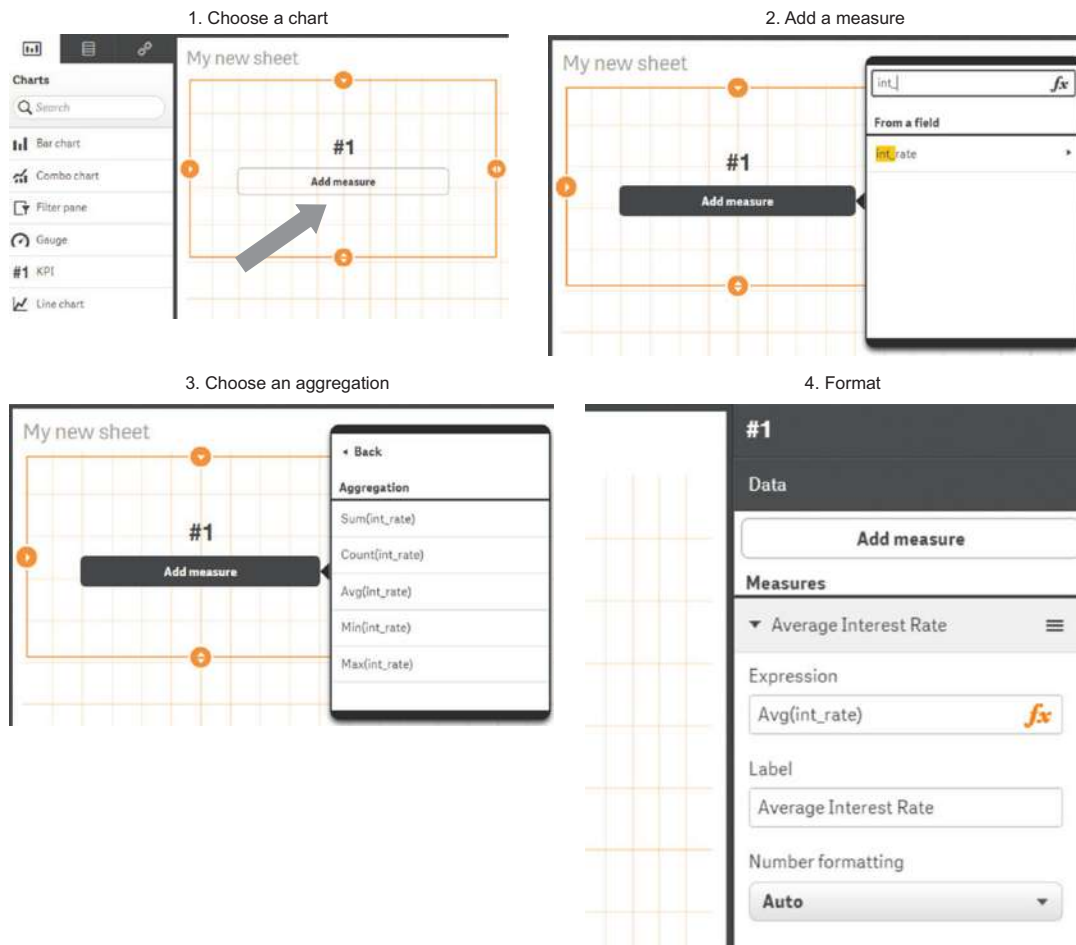 1. Choose a chart
My new sheet
Charts
Search
Bar chart
Combo chart
Filter pane
Gauge
#1 KPI
Line chart
#1
Add measure
2. Add a measure
My new sheet
#1
Add measure
int_
fx
From a field
int_rate
3. Choose an aggregation
My new sheet
#1
Add measure
Back
Aggregation
Sum(int_rate)
Count(int_rate)
Avg(int_rate)
Min(int_rate)
Max(int_rate)
4. Format
#1
Data
Add measure
Measures
Average Interest Rate
Expression
Avg(int_rate) fx
Label
Average Interest Rate
Number formatting
Auto